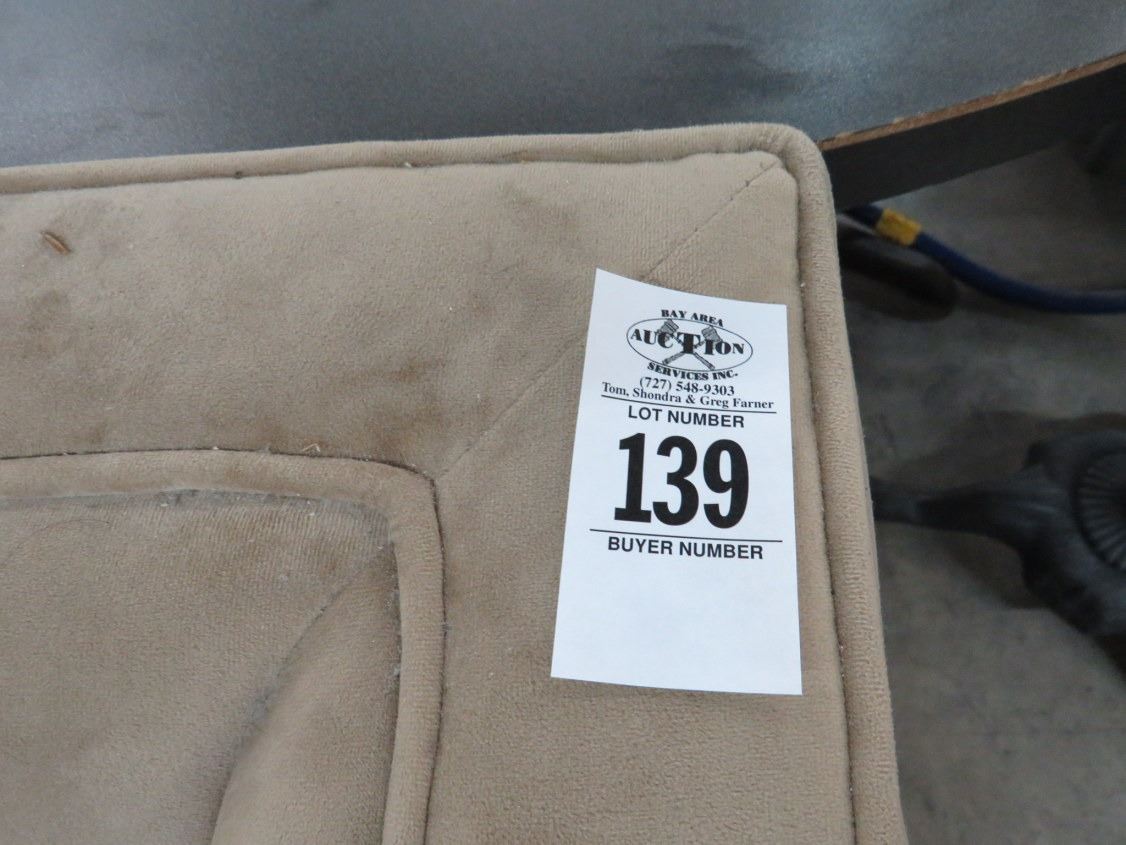 BAY AREA
AUCTION
SERVICES INC.
(727) 548-9303
Tom, Shondra & Greg Farner
LOT NUMBER
139
BUYER NUMBER